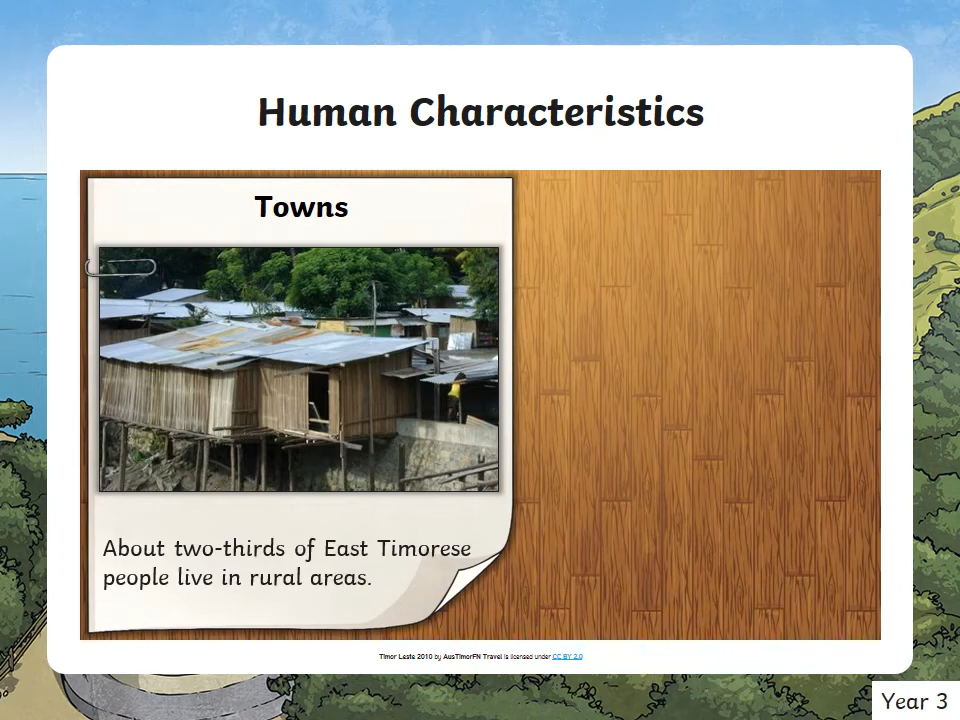 Human Characteristics
Towns
About two-thirds of East Timorese
people live in rural areas.
Timor Leste 2010 by AusTimorFN Travel is licensed under CC BY 2.0
Year 3